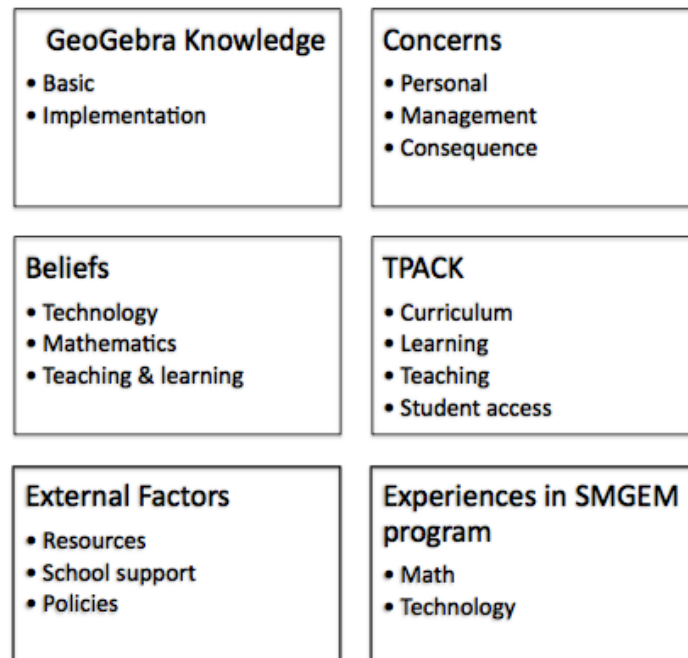 GeoGebra Knowledge
• Basic
• Implementation
Concerns
• Personal
• Management
• Consequence
Beliefs
• Technology
• Mathematics
• Teaching & learning
TPACK
• Curriculum
• Learning
• Teaching
• Student access
External Factors
• Resources
• School support
• Policies
Experiences in SMGEM
program
• Math
• Technology